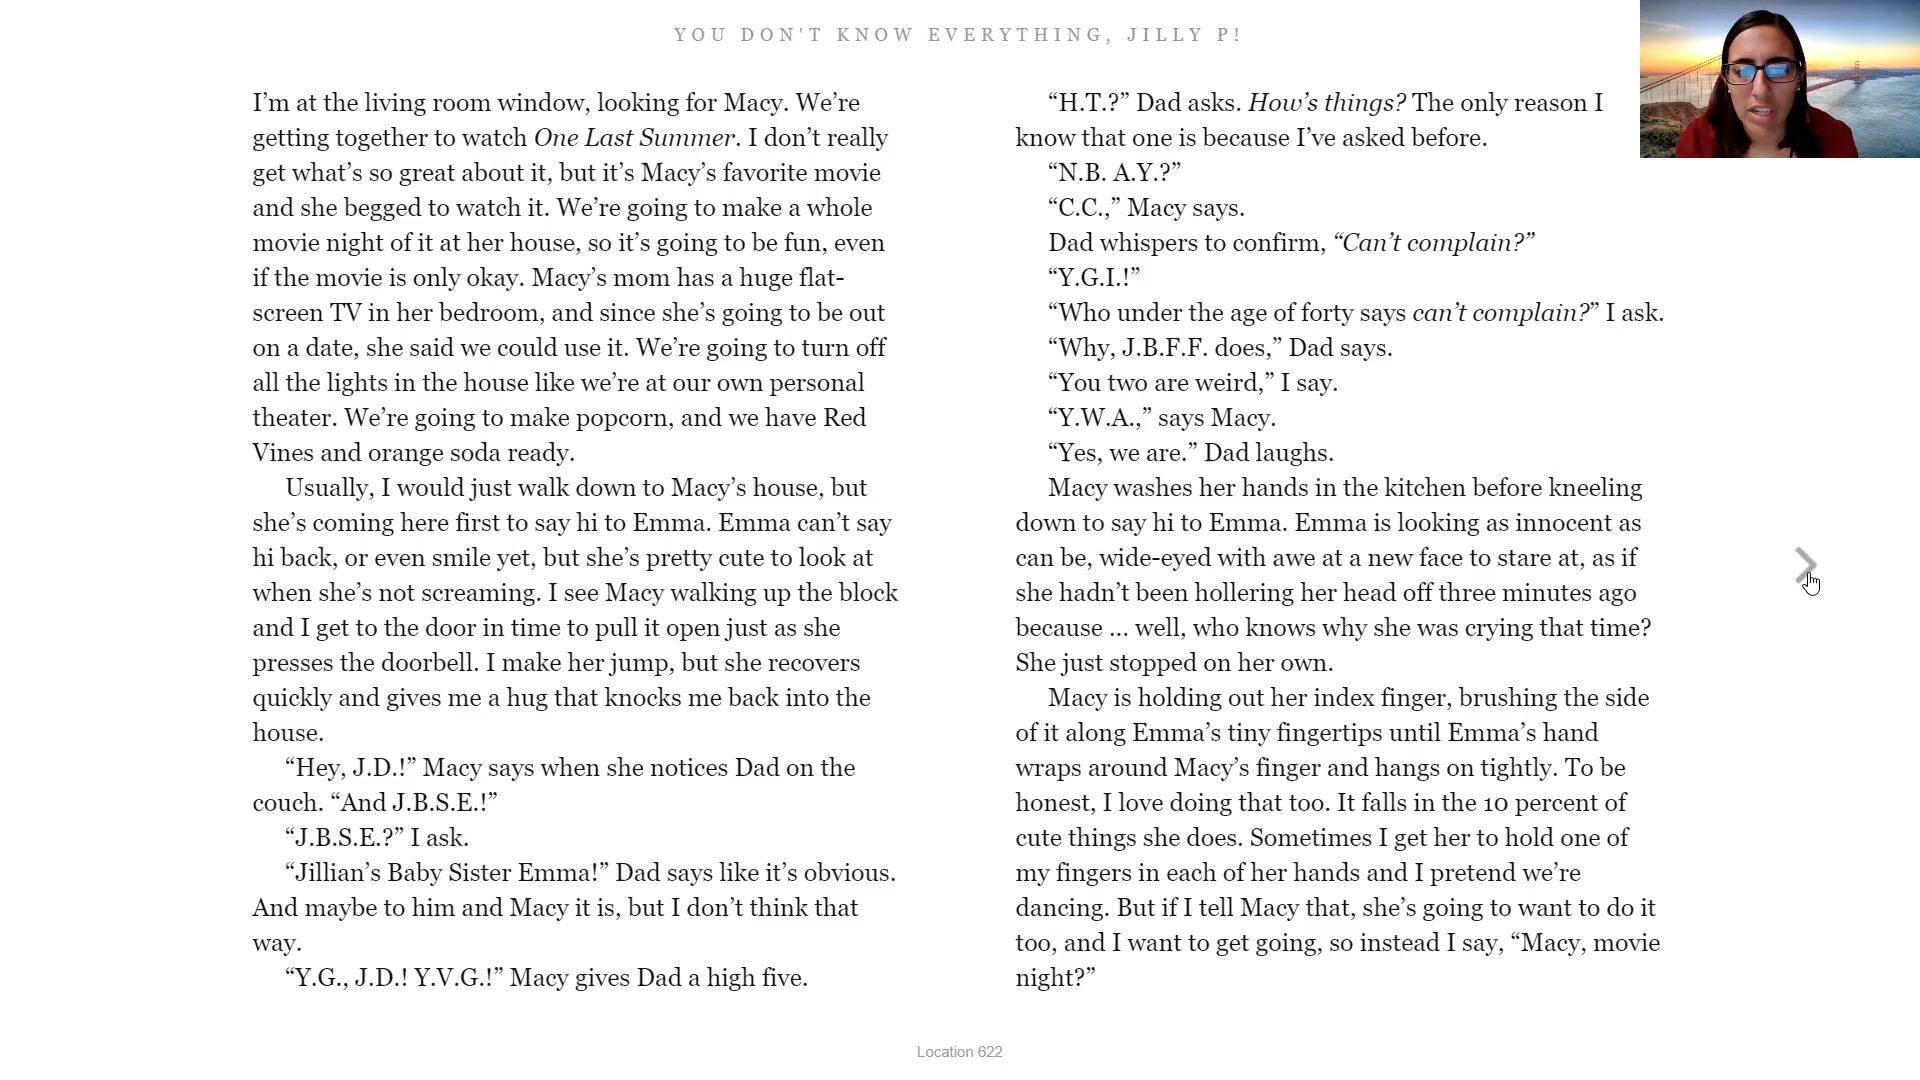 YOU DON'T KNOW EVERYTHING, JILLY P!
I’m at the living room window, looking for Macy. We’re
getting together to watch One Last Summer. I don’t really
get what’s so great about it, but it’s Macy’s favorite movie
and she begged to watch it. We’re going to make a whole
movie night of it at her house, so it’s going to be fun, even
if the movie is only okay. Macy’s mom has a huge flat-
screen TV in her bedroom, and since she’s going to be out
on a date, she said we could use it. We’re going to turn off
all the lights in the house like we’re at our own personal
theater. We’re going to make popcorn, and we have Red
Vines and orange soda ready.
Usually, I would just walk down to Macy’s house, but
she’s coming here first to say hi to Emma. Emma can’t say
hi back, or even smile yet, but she’s pretty cute to look at
when she’s not screaming. I see Macy walking up the block
and I get to the door in time to pull it open just as she
presses the doorbell. I make her jump, but she recovers
quickly and gives me a hug that knocks me back into the
house.
“Hey, J.D.!” Macy says when she notices Dad on the
couch. “And J.B.S.E.!”
“J.B.S.E.?” I ask.
“Jillian’s Baby Sister Emma!” Dad says like it’s obvious.
And maybe to him and Macy it is, but I don’t think that
way.
“Y.G., J.D.! Y.V.G.!” Macy gives Dad a high five.
“H.T.?” Dad asks. How’s things? The only reason I
know that one is because I’ve asked before.
“N.B. A.Y.?”
“C.C.,” Macy says.
Dad whispers to confirm, “Can’t complain?”
“Y.G.I.!”
“Who under the age of forty says can’t complain?” I ask.
“Why, J.B.F.F. does,” Dad says.
“You two are weird,” I say.
“Y.W.A.,” says Macy.
“Yes, we are.” Dad laughs.
Macy washes her hands in the kitchen before kneeling
down to say hi to Emma. Emma is looking as innocent as
can be, wide-eyed with awe at a new face to stare at, as if
she hadn’t been hollering her head off three minutes ago
because ... well, who knows why she was crying that time?
She just stopped on her own.
Macy is holding out her index finger, brushing the side
of it along Emma’s tiny fingertips until Emma’s hand
wraps around Macy’s finger and hangs on tightly. To be
honest, I love doing that too. It falls in the 10 percent of
cute things she does. Sometimes I get her to hold one of
my fingers in each of her hands and I pretend we’re
dancing. But if I tell Macy that, she’s going to want to do it
too, and I want to get going, so instead I say, “Macy, movie
night?”
Location 622